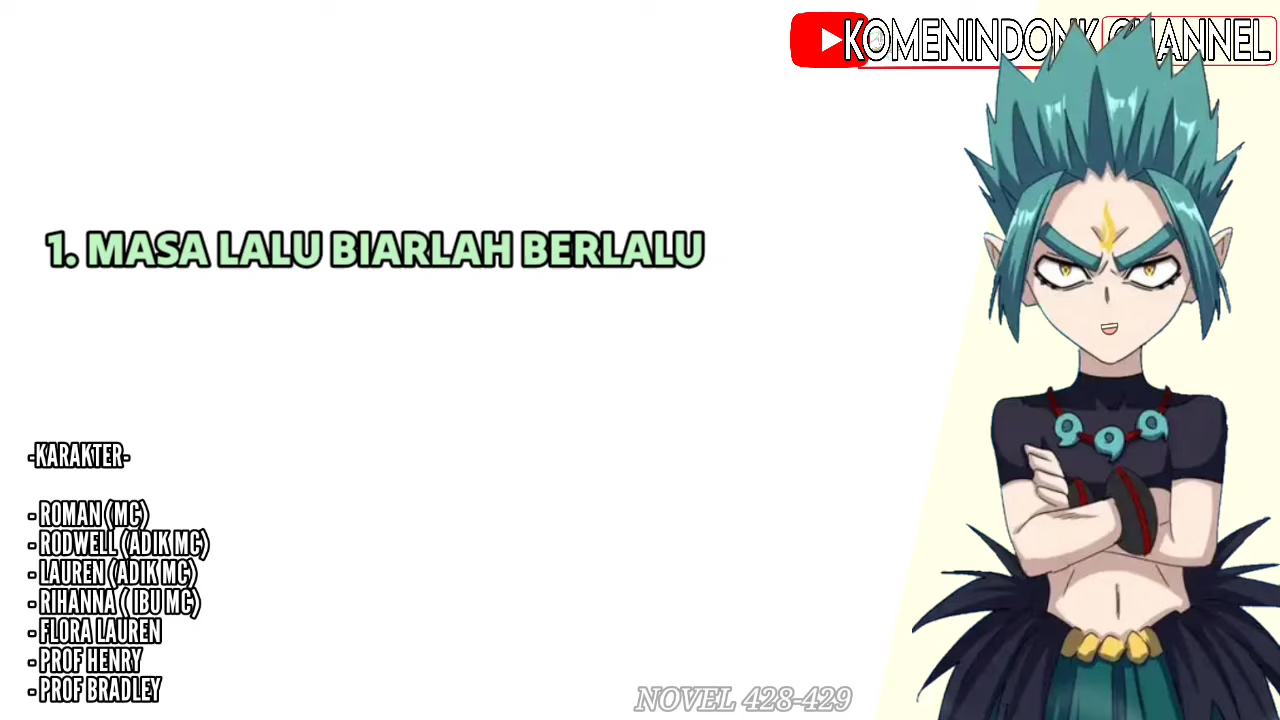 KOMENINDONK CHANNEL
1. MASA LALU BIARLAH BERLALU
-KARAKTER-
- ROMAN (MC)
- RODWELL (ADIK MC)
- LAUREN (ADIK MC)
- RIHANNA ( IBU MC)
- FLORA LAUREN
- PROF HENRY
- PROF BRADLEY
NOVEL 428-429